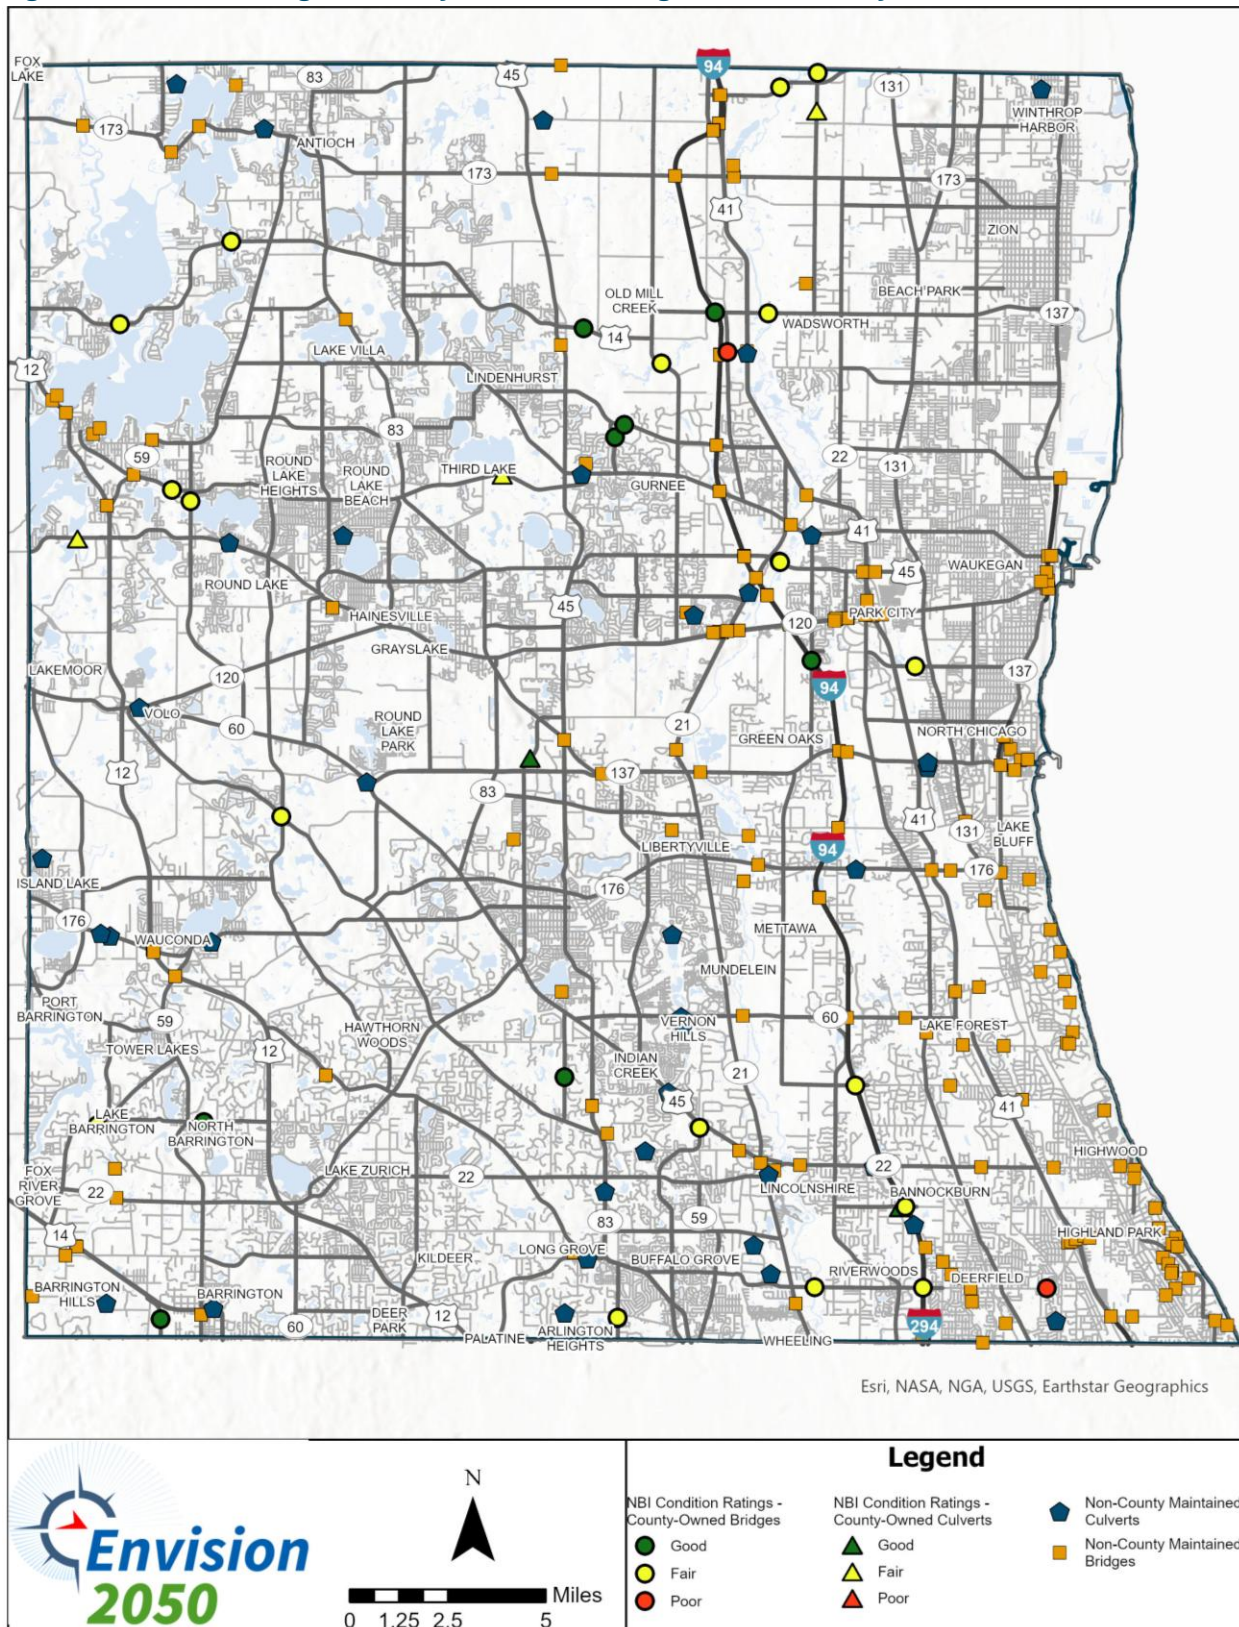 94
FOX
LAKE
83
45
131
WINTHROP
HARBOR
173
ANTIOCH
173
173
41
ZION
OLD MILL
CREEK
BEACH PARK
137
WADSWORTH
14
LAKE VILLA
12
LINDENHURST
83
59
ROUND
LAKE
HEIGHTS
ROUND
LAKE
BEACH
THIRD LAKE
GURNEE
22
131
41
WAUKEGAN
45
ROUND LAKE
HAINESVILLE
45
PARK CITY
120
GRAYSLAKE
LAKEMOOR
120
94
137
VOLO
60
ROUND
LAKE
PARK
21
GREEN OAKS
NORTH CHICAGO
12
137
83
41
131
LAKE
BLUFF
94
LIBERTYVILLE
ISLAND LAKE
176
176
176
WAUCONDA
METTAWA
MUNDELEIN
PORT
BARRINGTON
59
HAWTHORN
WOODS
VERNON
HILLS
60
LAKE FOREST
TOWER LAKES
12
INDIAN
CREEK
21
45
41
LAKE
BARRINGTON
NORTH
BARRINGTON
HIGHWOOD
FOX
RIVER
GROVE
22
LAKE ZURICH
22
22
LINCOLNSHIRE
BANNOCKBURN
14
83
59
HIGHLAND PARK
KILDEER
LONG GROVE
BUFFALO GROVE
RIVERWOODS
DEERFIELD
BARRINGTON
HILLS
BARRINGTON
60
DEER
PARK
12
PALATINE
ARLINGTON
HEIGHTS
WHEELING
294
Esri, NASA, NGA, USGS, Earthstar Geographics
Envision
2050
N
Miles
0 1.25 2.5 5
Legend
NBI Condition Ratings -
County-Owned Bridges
Good
Fair
Poor
NBI Condition Ratings -
County-Owned Culverts
Good
Fair
Poor
Non-County Maintained
Culverts
Non-County Maintained
Bridges